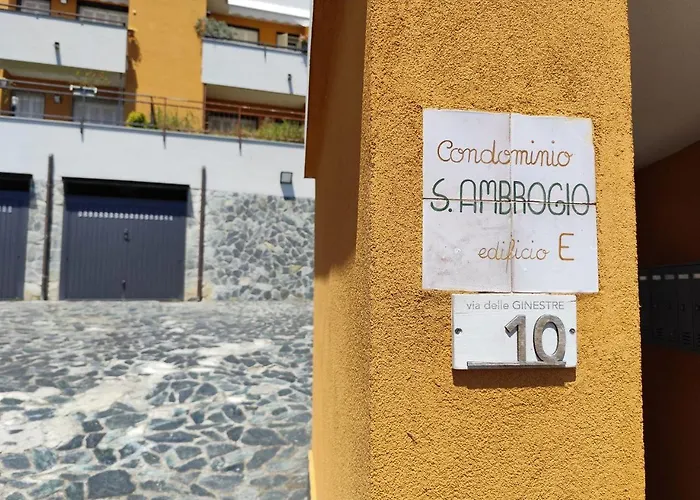 Condominio
S. AMBROGIO
edificio E
via delle GINESTRE
10